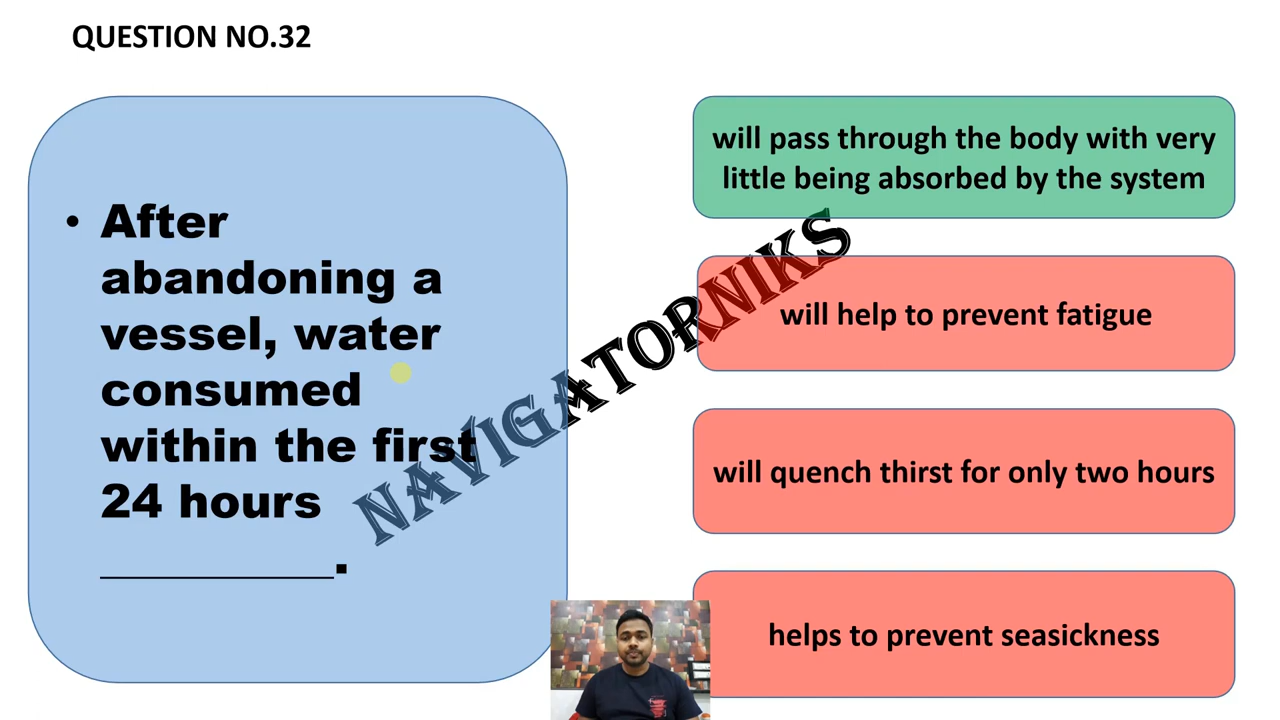 QUESTION NO.32
• After
abandoning a
vessel, water
consumed
within the first
24 hours
__________.
will pass through the body with very
little being absorbed by the system
will help to prevent fatigue
will quench thirst for only two hours
helps to prevent seasickness
NAVIGATORNIKS